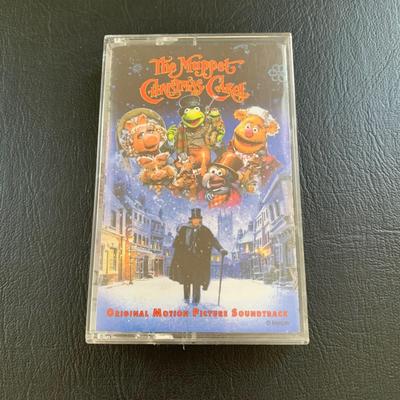 The Muppet
Christmas Carol
Original Motion Picture Soundtrack